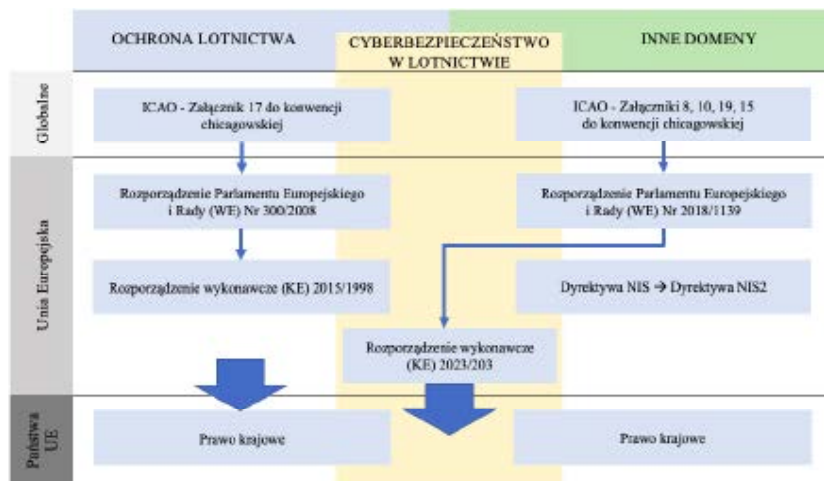 OCHRONA LOTNICTWA
CYBERBEZPIECZEŃSTWO
W LOTNICTWIE
INNE DOMENY
Globalne
ICAO - Załącznik 17 do konwencji
chicagowskiej
ICAO - Załączniki 8, 10, 19, 15
do konwencji chicagowskiej
Unia Europejska
Rozporządzenie Parlamentu Europejskiego
i Rady (WE) Nr 300/2008
Rozporządzenie Parlamentu Europejskiego
i Rady (WE) Nr 2018/1139
Rozporządzenie wykonawcze (KE) 2015/1998
Dyrektywa NIS → Dyrektywa NIS2
Rozporządzenie wykonawcze
(KE) 2023/203
Państwa
UE
Prawo krajowe
Prawo krajowe